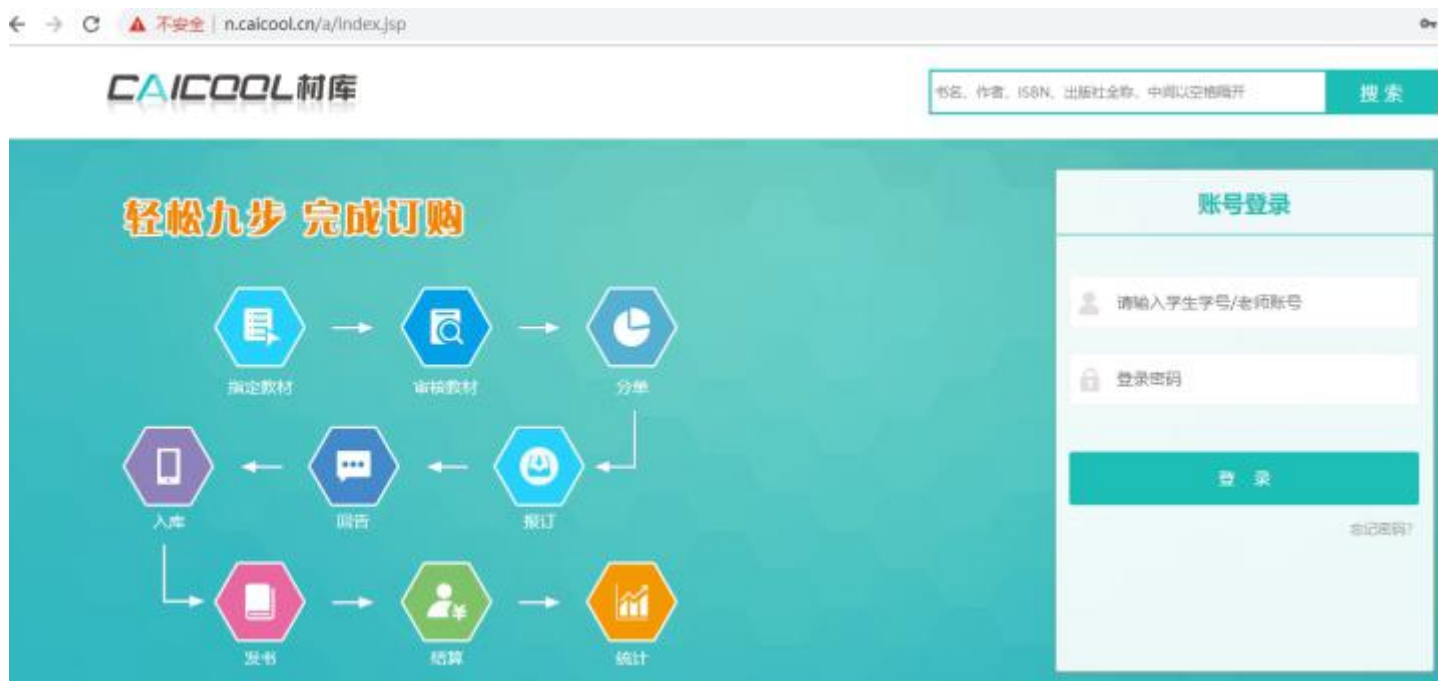 不安全 | n.caicool.cn/a/index.jsp
CAICOOL村库
书名、作者、ISBN、出版社全称、中间以空格隔开
搜索
轻松九步 完成订购
账号登录
请输入学生学号/老师账号
登录密码
登 录
忘记密码?
指定教材
审核教材
分单
入库
回告
报订
发书
结算
统计